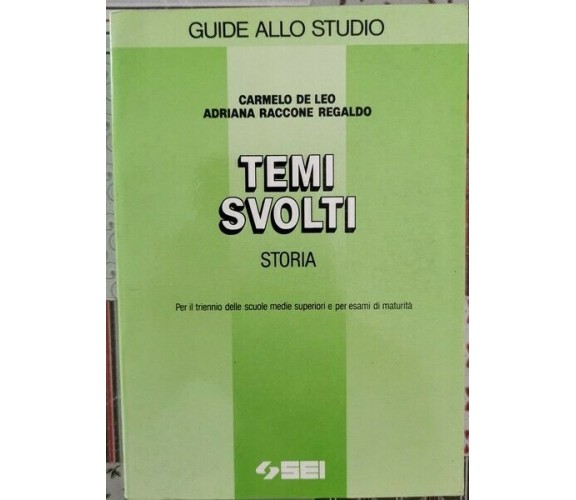 GUIDE ALLO STUDIO
CARMELO DE LEO
ADRIANA RACCONE REGALDO
TEMI
SVOLTI
STORIA
Per il triennio delle scuole medie superiori e per esami di maturità
SEI